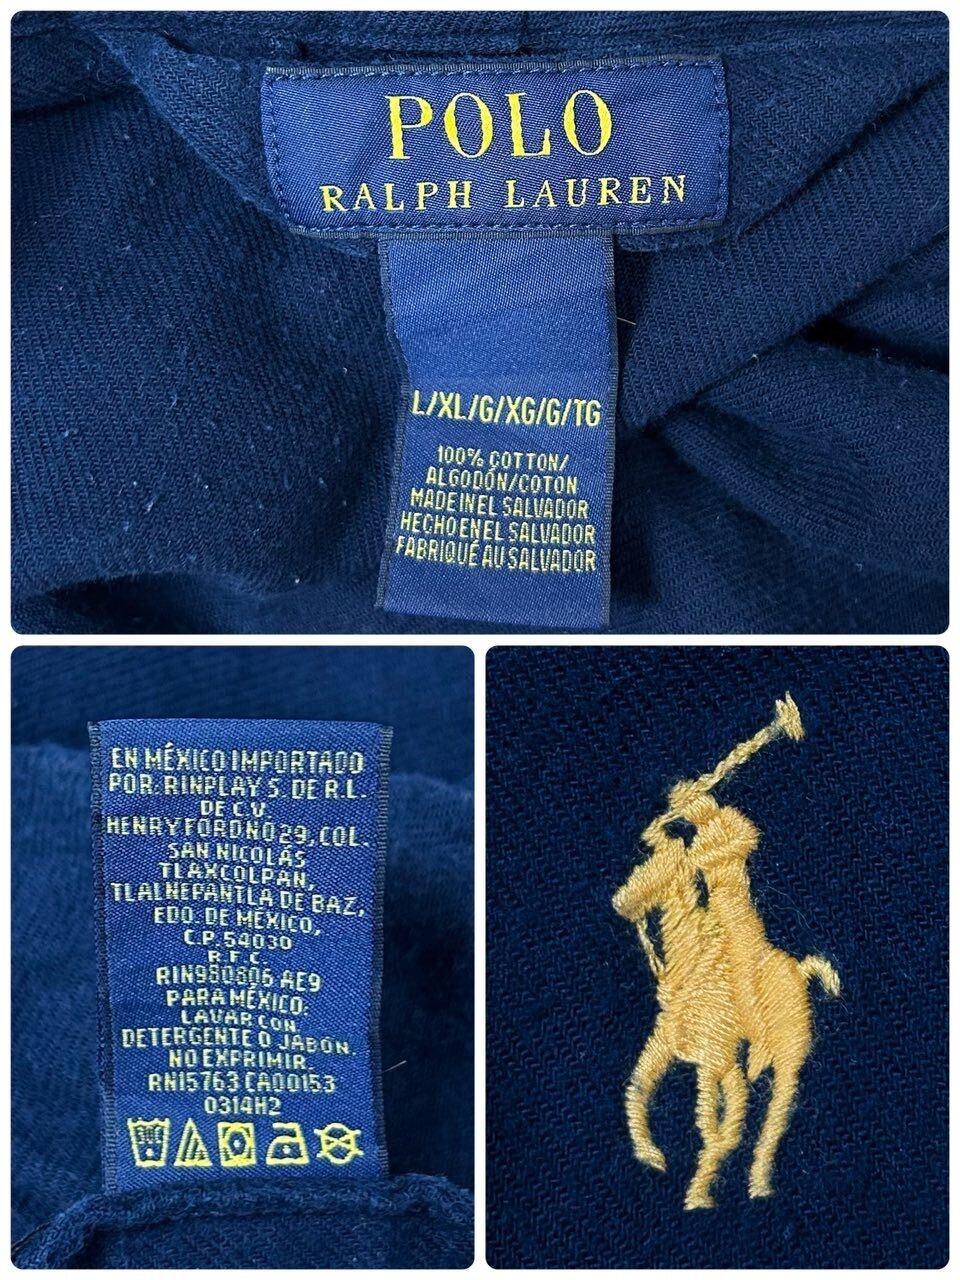 POLO
RALPH LAUREN
L/XL/G/XG/G/TG
100% COTTON/
ALGODÓN/COTON
MADE IN EL SALVADOR
HECHO EN EL SALVADOR
FABRIQUÉ AU SALVADOR
EN MÉXICO IMPORTADO
POR: RINPLAY S. DE R.L.
DE C.V.
HENRY FORD NO 29, COL.
SAN NICOLÁS
TLAXCOLPAN,
TLALNEPANTLA DE BAZ,
EDO. DE MÉXICO,
C.P. 54030
R.F.C.
RIN980806 AE9
PARA MÉXICO:
LAVAR CON
DETERGENTE O JABÓN.
NO EXPRIMIR
RN15763 CA00153
0314H2